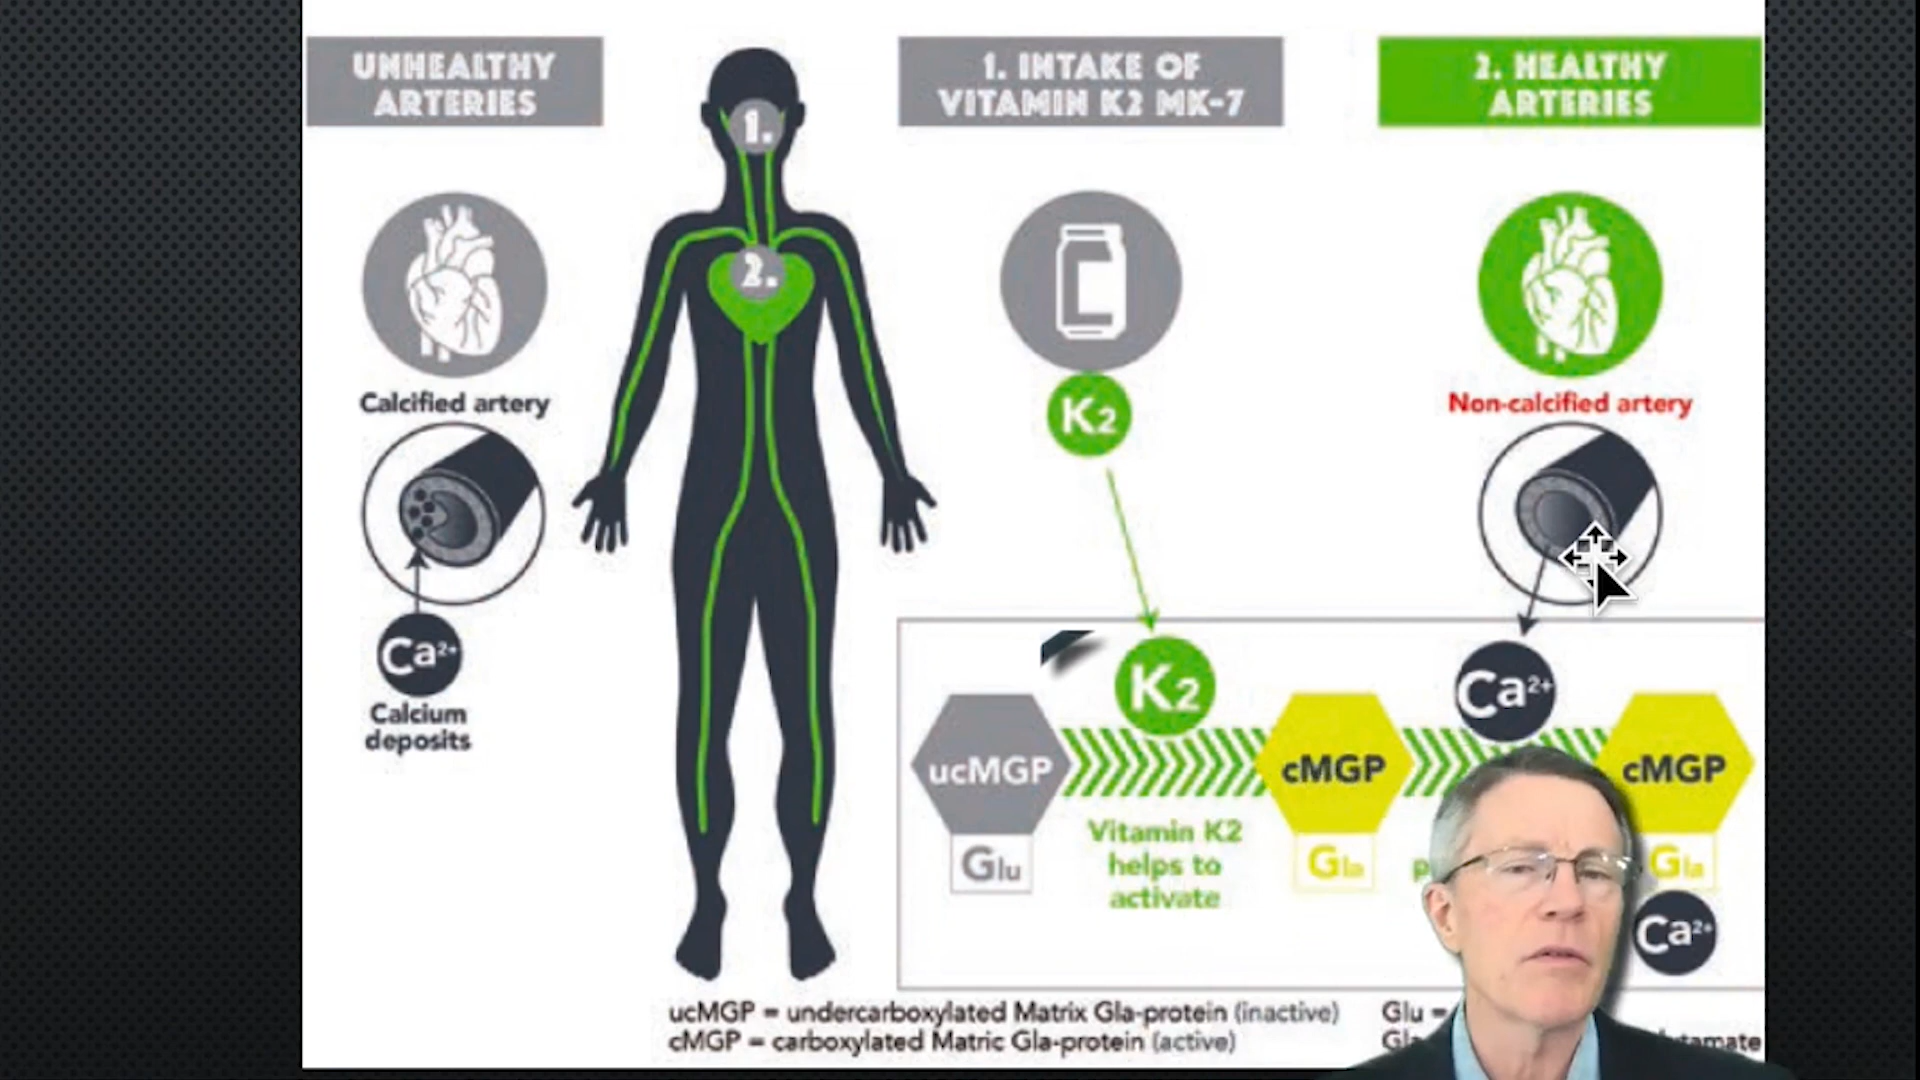 UNHEALTHY
ARTERIES
1. INTAKE OF
VITAMIN K2 MK-7
2. HEALTHY
ARTERIES
1.
2.
Calcified artery
K2
Non-calcified artery
Ca2+
Calcium
deposits
K2
Ca2+
ucMGP
cMGP
cMGP
Glu
Gla
Gla
Vitamin K2
helps to
activate
Ca2+
ucMGP = undercarboxylated Matrix Gla-protein (inactive)
cMGP = carboxylated Matric Gla-protein (active)
Glu =